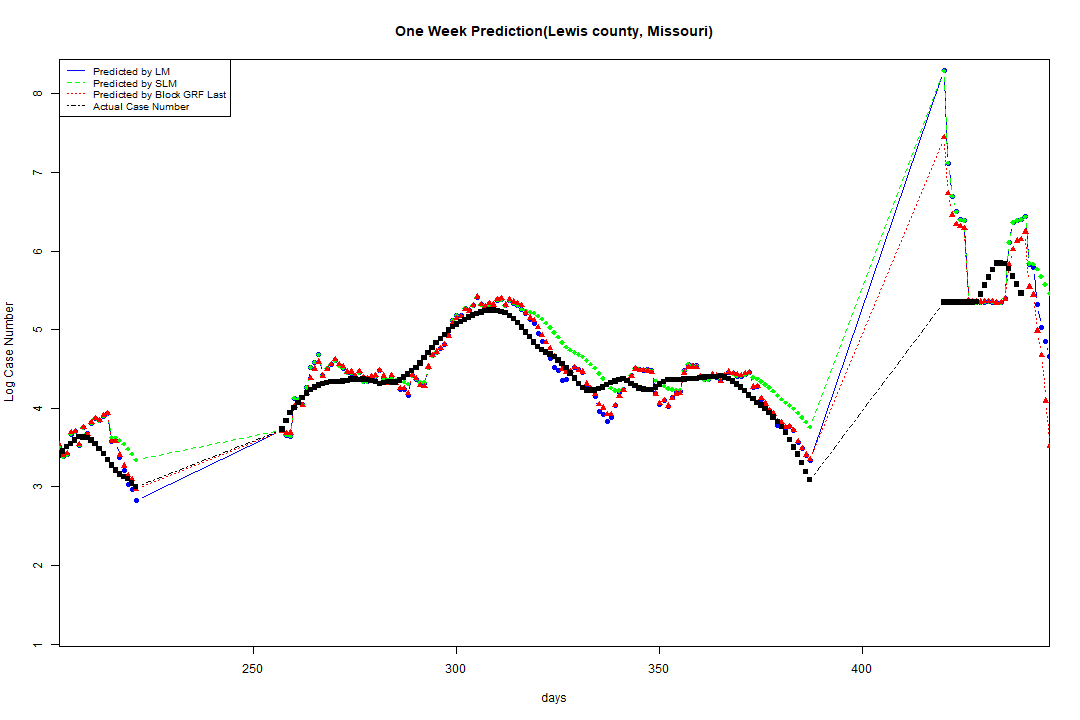 One Week Prediction(Lewis county, Missouri)
Predicted by LM
Predicted by SLM
Predicted by Block GRF Last
Actual Case Number
8
7
6
5
4
3
2
1
Log Case Number
250 300 350 400
days